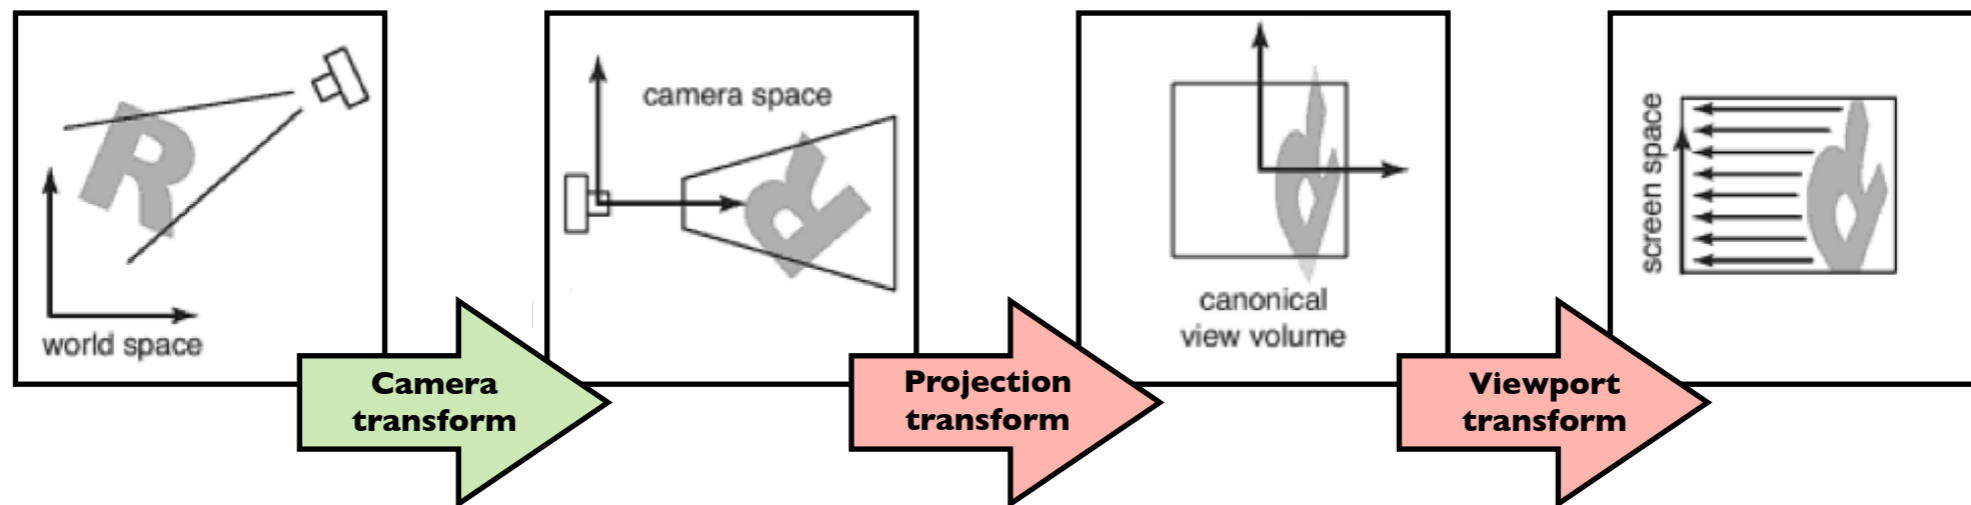 world space
Camera
transform
camera space
Projection
transform
canonical
view volume
Viewport
transform
screen space